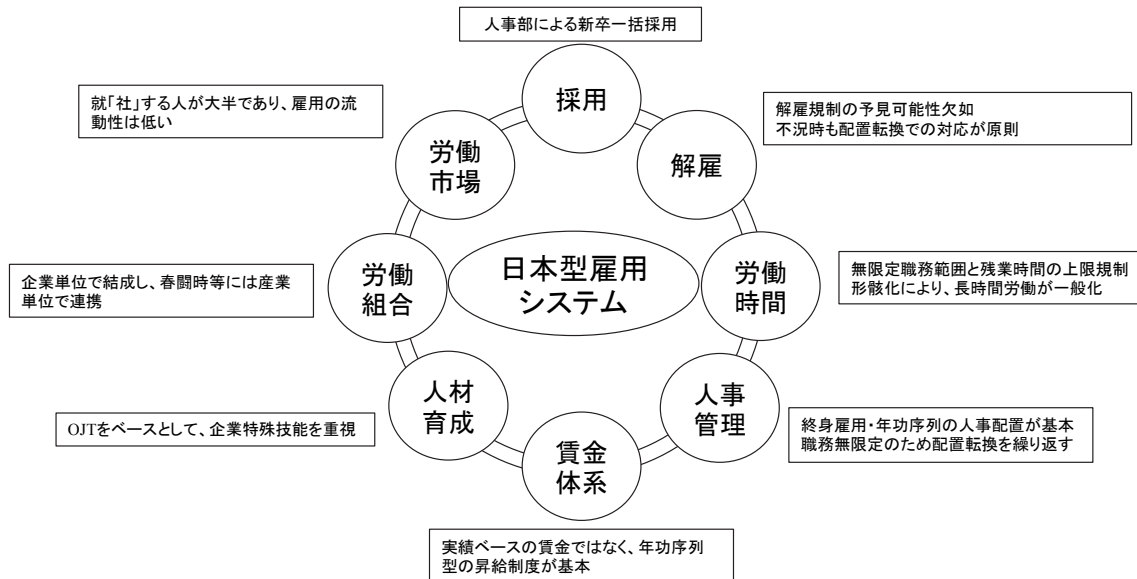 人事部による新卒一括採用
採用
就「社」する人が大半であり、雇用の流
動性は低い
労働
市場
解雇規制の予見可能性欠如
不況時も配置転換での対応が原則
解雇
企業単位で結成し、春闘時等には産業
単位で連携
労働
組合
日本型雇用
システム
労働
時間
無限定職務範囲と残業時間の上限規制
形骸化により、長時間労働が一般化
OJTをベースとして、企業特殊技能を重視
人材
育成
賃金
体系
人事
管理
終身雇用・年功序列の人事配置が基本
職務無限定のため配置転換を繰り返す
実績ベースの賃金ではなく、年功序列
型の昇給制度が基本